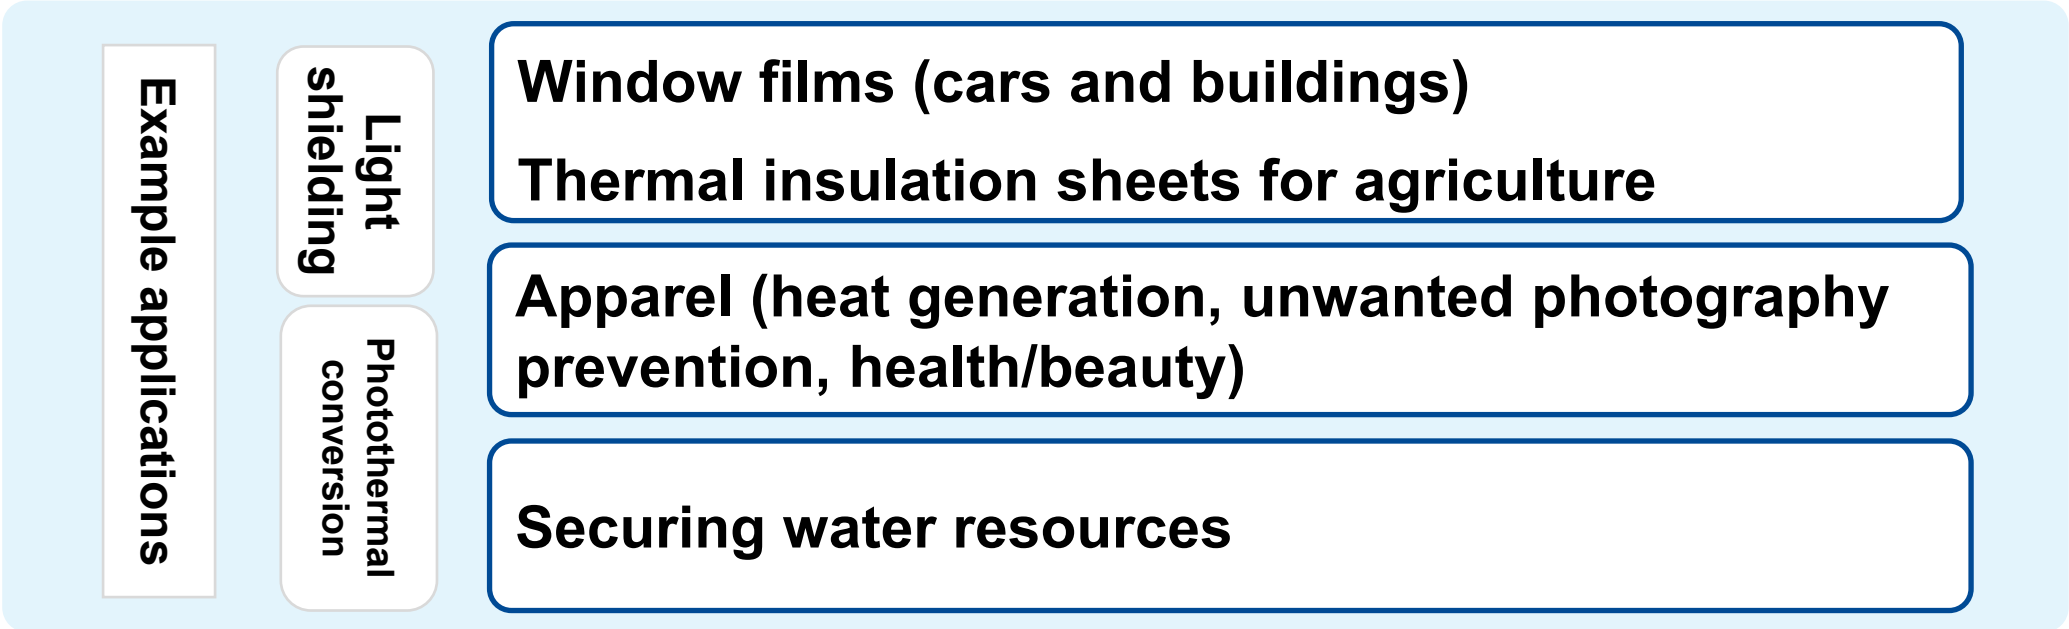 Example applications
Light
shielding
Window films (cars and buildings)
Thermal insulation sheets for agriculture
Photothermal
conversion
Apparel (heat generation, unwanted photography
prevention, health/beauty)
Securing water resources